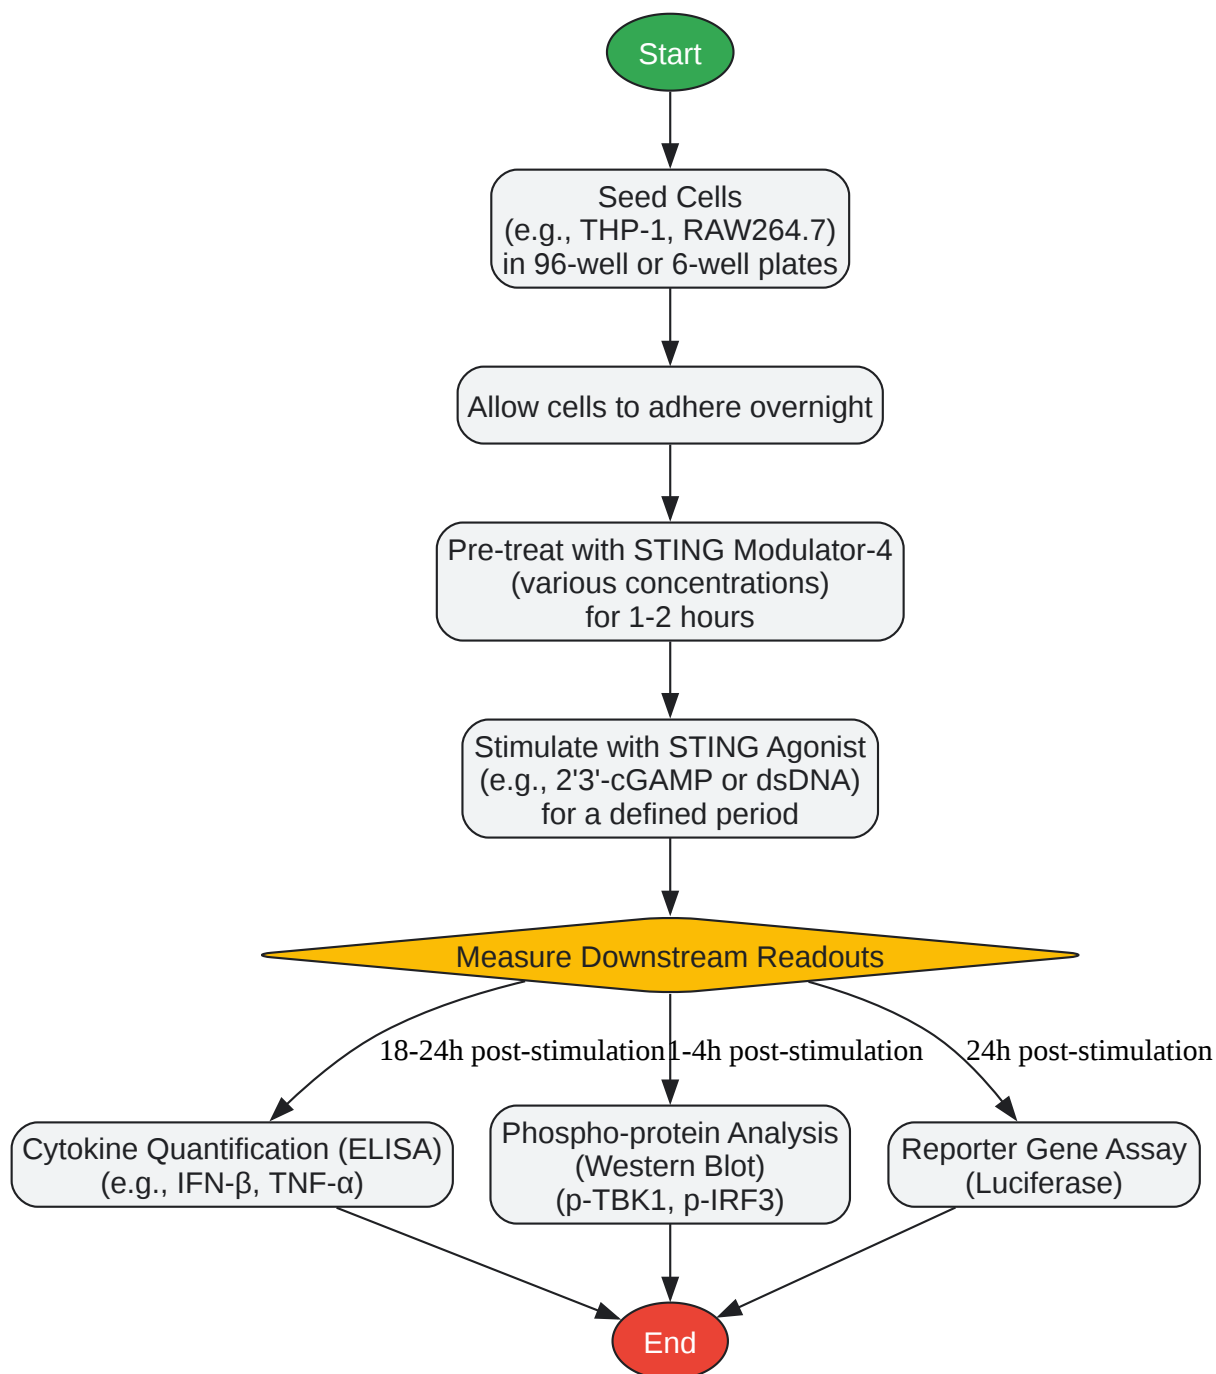 Start
Seed Cells
(e.g., THP-1, RAW264.7)
in 96-well or 6-well plates
Allow cells to adhere overnight
Pre-treat with STING Modulator-4
(various concentrations)
for 1-2 hours
Stimulate with STING Agonist
(e.g., 2'3'-cGAMP or dsDNA)
for a defined period
Measure Downstream Readouts
18-24h post-stimulation
1-4h post-stimulation
24h post-stimulation
Cytokine Quantification (ELISA)
(e.g., IFN-β, TNF-α)
Phospho-protein Analysis
(Western Blot)
(p-TBK1, p-IRF3)
Reporter Gene Assay
(Luciferase)
End